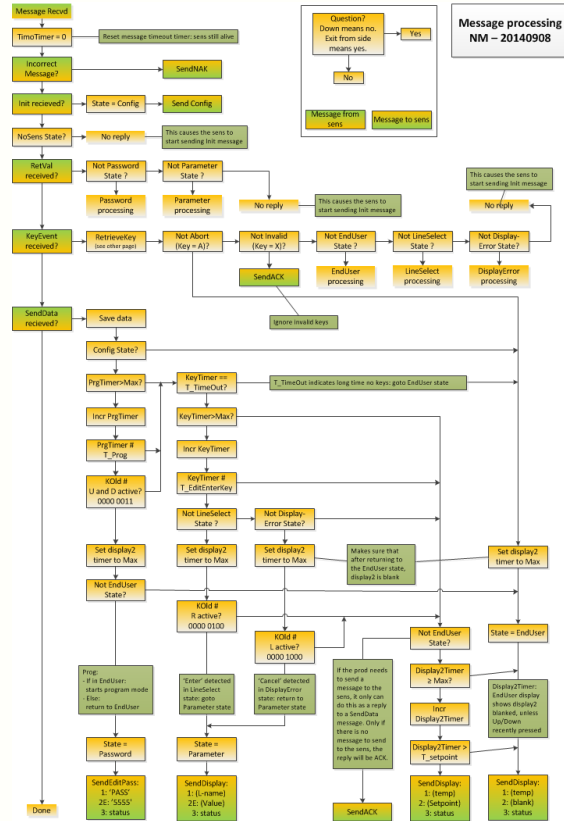 Message Recvd
TimoTimer = 0
Reset message timeout timer: sens still alive
Question?
Down means no.
Exit from side
means yes.
Yes
No
Message from
sens
Message to sens
Message processing
NM – 20140908
Incorrect
Message?
SendNAK
Init recieved?
State = Config
Send Config
NoSens State?
No reply
This causes the sens to
start sending Init message
RetVal
received?
Not Password
State ?
Not Parameter
State ?
Password
processing
Parameter
processing
No reply
This causes the sens to
start sending Init message
This causes the sens to
start sending Init message
No reply
KeyEvent
received?
RetrieveKey
(see other page)
Not Abort
(Key = A)?
Not Invalid
(Key = X)?
Not EndUser
State ?
Not LineSelect
State ?
Not Display-
Error State?
SendACK
EndUser
processing
LineSelect
processing
DisplayError
processing
Ignore invalid keys
SendData
recieved?
Save data
Config State?
PrgTimer>Max?
KeyTimer ==
T_TimeOut?
T_TimeOut indicates long time no keys: goto EndUser state
Incr PrgTimer
KeyTimer>Max?
PrgTimer #
T_Prog
Incr KeyTimer
KOld #
U and D active?
0000 0011
KeyTimer #
T_EditEnterKey
Not LineSelect
State ?
Not Display-
Error State?
Set display2
timer to Max
Set display2
timer to Max
Set display2
timer to Max
Makes sure that
after returning to
the EndUser state,
display2 is blank
Set display2
timer to Max
Not EndUser
State?
KOld #
R active?
0000 0100
KOld #
L active?
0000 1000
Not EndUser
State?
State = EndUser
Prog:
- If in EndUser:
starts program mode
- Else:
return to EndUser
'Enter' detected
in LineSelect
state: goto
Parameter state
'Cancel' detected
in DisplayError
state: return to
Parameter state
If the prod needs
to send a
message to the
sens, it only can
do this as a reply
to a SendData
message. Only if
there is no
message to send
to the sens, the
reply will be ACK.
Display2Timer
≥ Max?
Incr
Display2Timer
Display2Timer >
T_setpoint
Display2Timer:
EndUser display
shows display2
blanked, unless
Up/Down
recently pressed
State =
Password
State =
Parameter
SendEditPass:
1: 'PASS'
2E: '5555'
3: status
SendDisplay:
1: (L-name)
2E: (Value)
3: status
SendACK
SendDisplay:
1: (temp)
2: (Setpoint)
3: status
SendDisplay:
1: (temp)
2: (blank)
3: status
Done